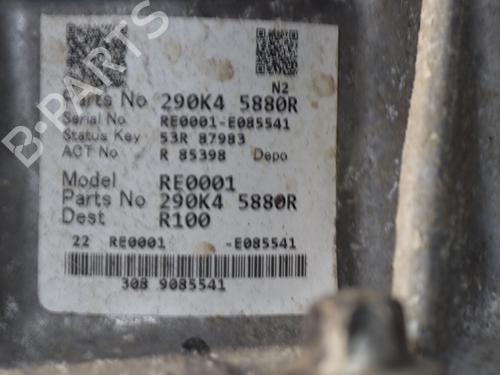 B-PARTS
N2
Parts No 290K4 5880R
Serial No RE0001-E085541
Status Key 53R 87983
ACT No R 85398 Depo
Model RE0001
Parts No 290K4 5880R
Dest R100
22 RE0001 -E085541
308 9085541